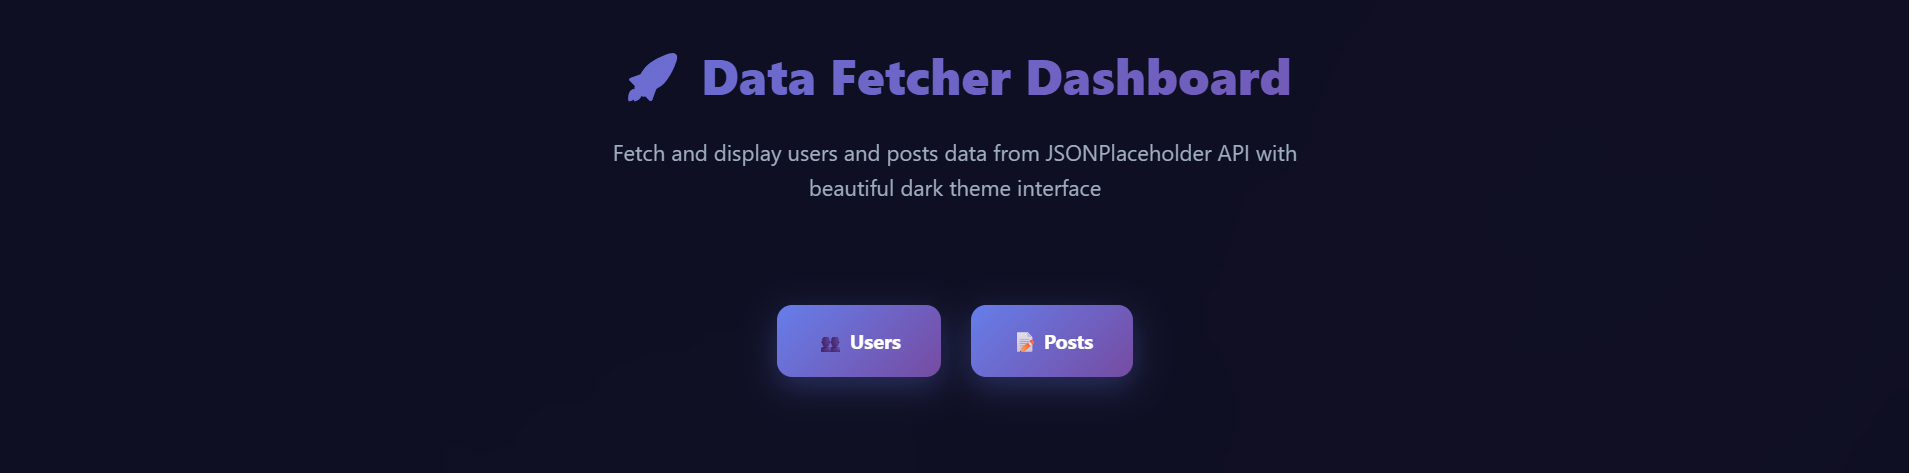 Data Fetcher Dashboard
Fetch and display users and posts data from JSONPlaceholder API with
beautiful dark theme interface
Users
Posts